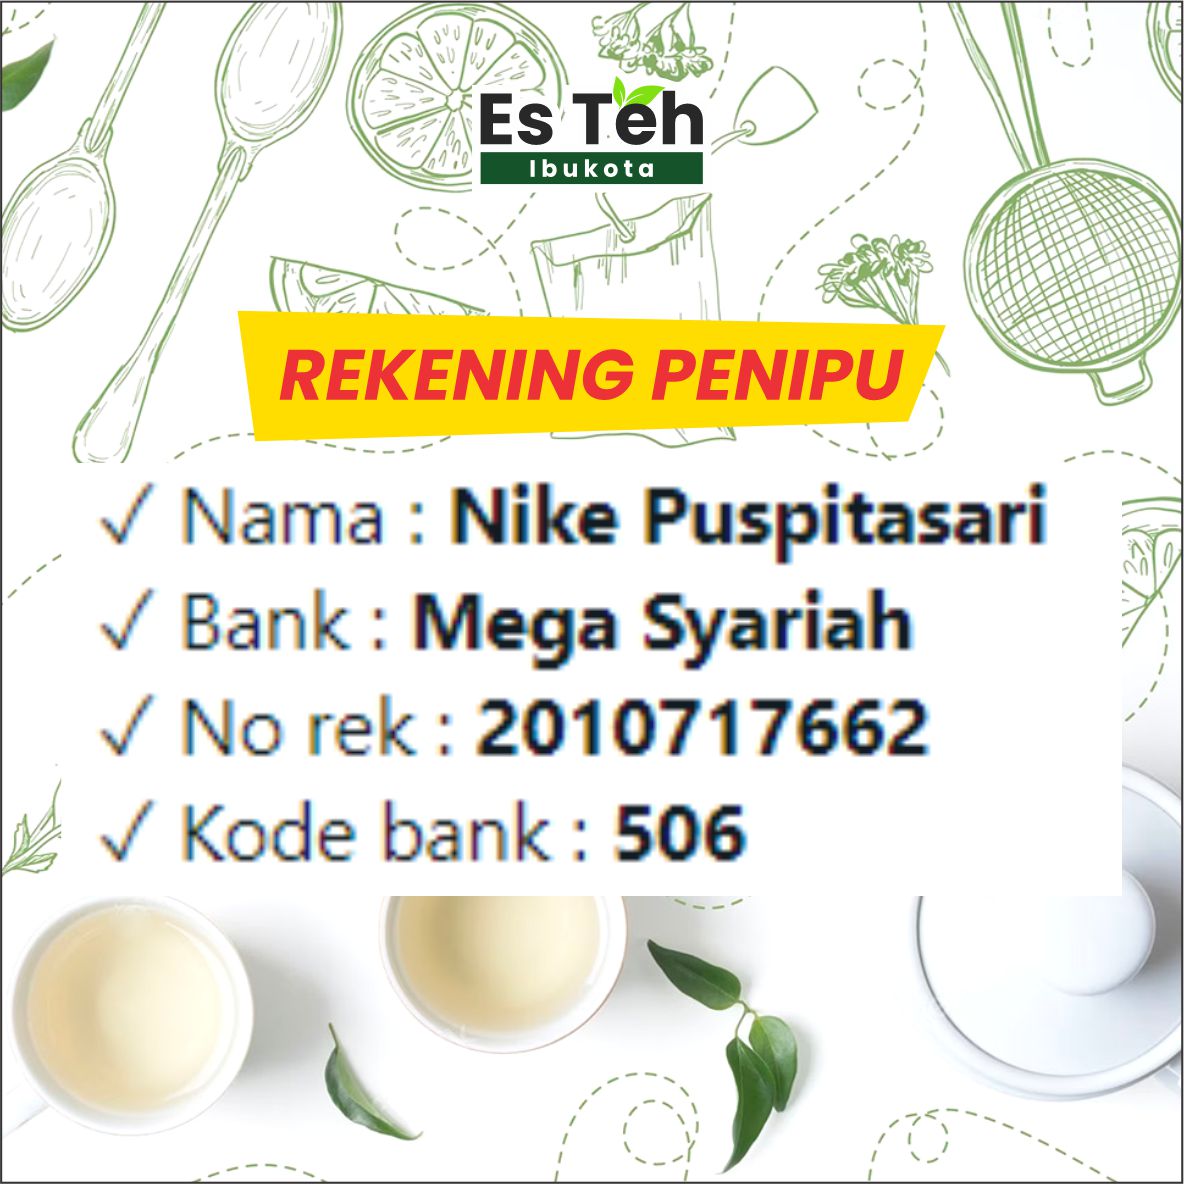 Es Teh
Ibukota
REKENING PENIPU
✓ Nama : Nike Puspitasari
✓ Bank : Mega Syariah
✓ No rek : 2010717662
✓ Kode bank : 506